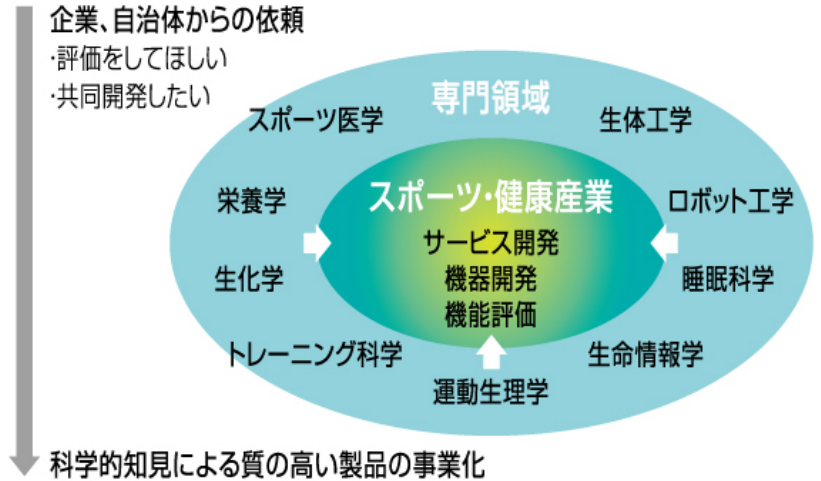 企業、自治体からの依頼
・評価をしてほしい
・共同開発したい
専門領域
スポーツ医学
生体工学
栄養学
スポーツ・健康産業
ロボット工学
サービス開発
生化学
機器開発
睡眠科学
機能評価
トレーニング科学
生命情報学
運動生理学
科学的知見による質の高い製品の事業化